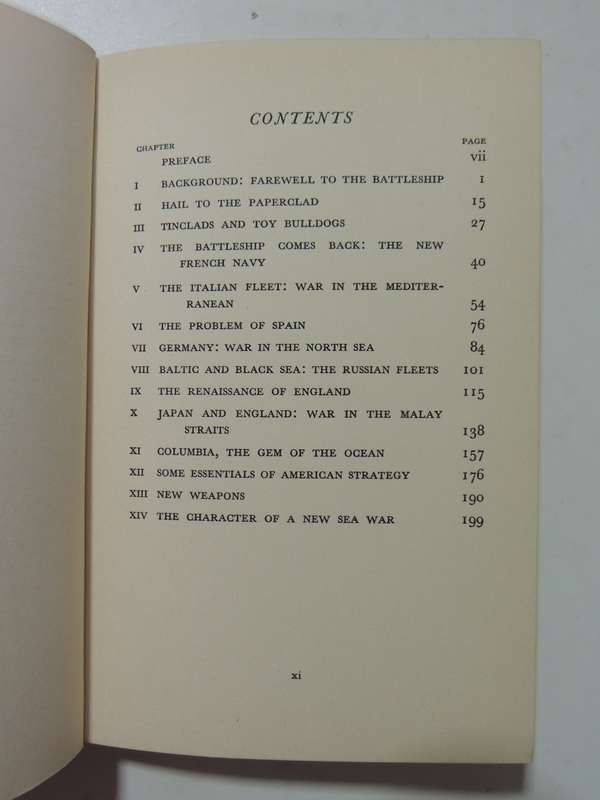 CONTENTS
CHAPTER PAGE
PREFACE vii
I BACKGROUND: FAREWELL TO THE BATTLESHIP 1
II HAIL TO THE PAPERCLAD 15
III TINCLADS AND TOY BULLDOGS 27
IV THE BATTLESHIP COMES BACK: THE NEW
FRENCH NAVY 40
V THE ITALIAN FLEET: WAR IN THE MEDITER-
RANEAN 54
VI THE PROBLEM OF SPAIN 76
VII GERMANY: WAR IN THE NORTH SEA 84
VIII BALTIC AND BLACK SEA: THE RUSSIAN FLEETS 101
IX THE RENAISSANCE OF ENGLAND 115
X JAPAN AND ENGLAND: WAR IN THE MALAY
STRAITS 138
XI COLUMBIA, THE GEM OF THE OCEAN 157
XII SOME ESSENTIALS OF AMERICAN STRATEGY 176
XIII NEW WEAPONS 190
XIV THE CHARACTER OF A NEW SEA WAR 199
xi